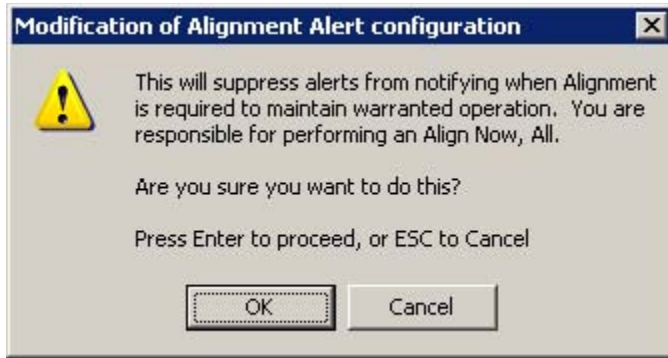 Modification of Alignment Alert configuration
This will suppress alerts from notifying when Alignment
is required to maintain warranted operation. You are
responsible for performing an Align Now, All.
Are you sure you want to do this?
Press Enter to proceed, or ESC to Cancel
OK
Cancel